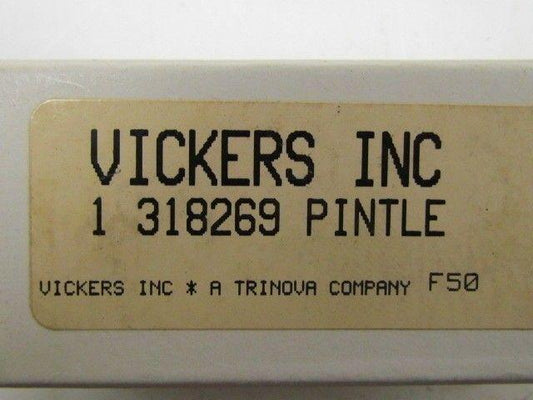 VICKERS INC
1 318269 PINTLE
VICKERS INC * A TRINOVA COMPANY F50